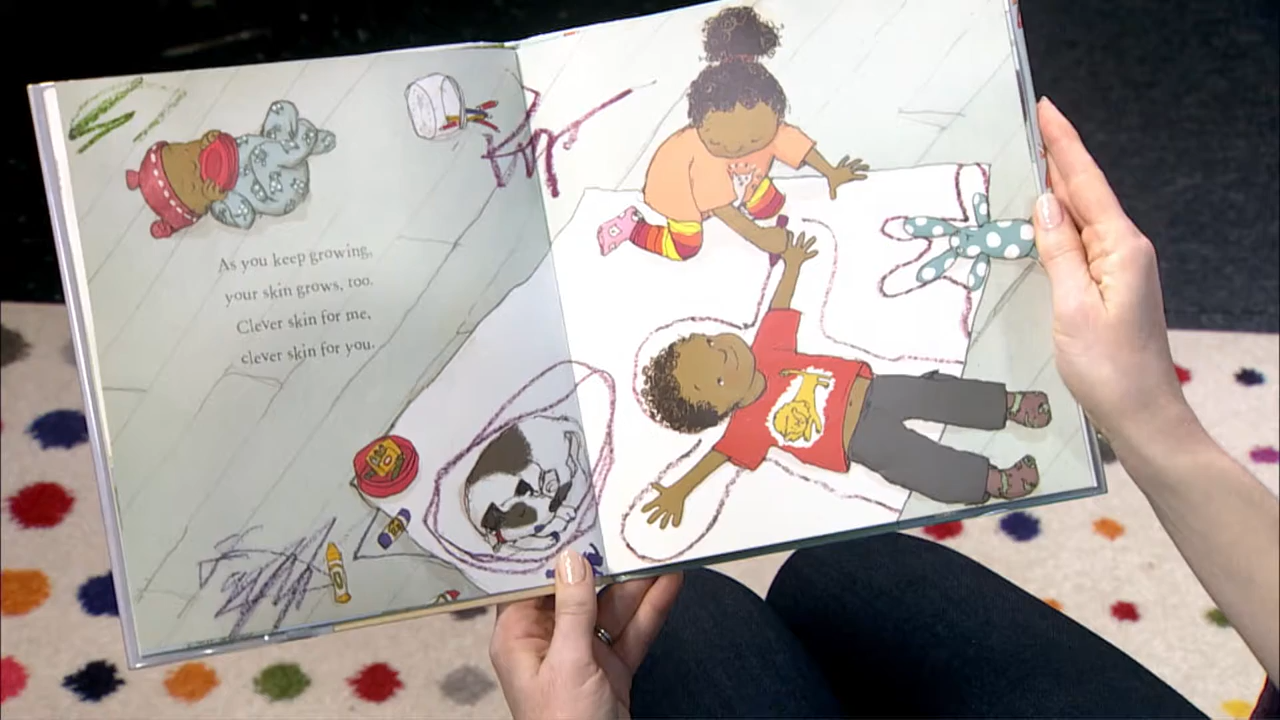 As you keep growing,
your skin grows, too.
Clever skin for me,
clever skin for you.